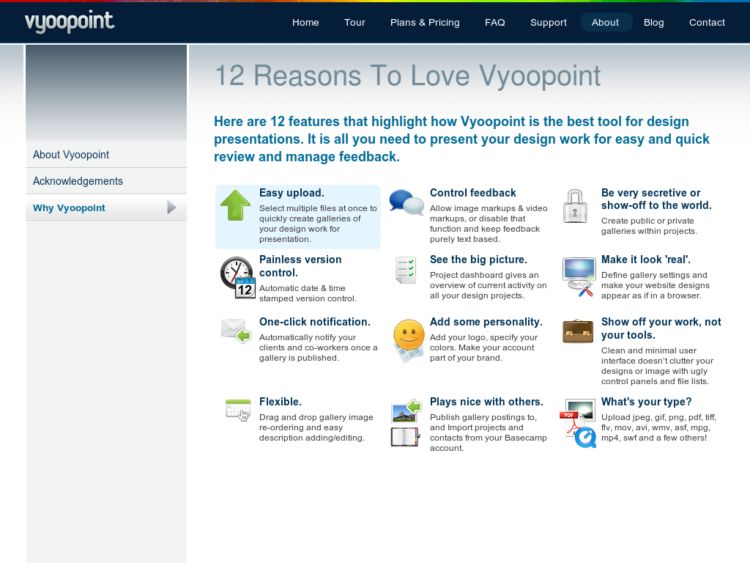 vyoopoint
Home Tour Plans & Pricing FAQ Support About Blog Contact
About Vyoopoint
Acknowledgements
Why Vyoopoint
12 Reasons To Love Vyoopoint
Here are 12 features that highlight how Vyoopoint is the best tool for design
presentations. It is all you need to present your design work for easy and quick
review and manage feedback.
Easy upload.
Select multiple files at once to
quickly create galleries of
your design work for
presentation.
Control feedback
Allow image markups & video
markups, or disable that
function and keep feedback
purely text based.
Be very secretive or
show-off to the world.
Create public or private
galleries within projects.
Painless version
control.
Automatic date & time
stamped version control.
12
See the big picture.
Project dashboard gives an
overview of current activity on
all your design projects.
Make it look 'real'.
Define gallery settings and
make your website designs
appear as if in a browser.
One-click notification.
Automatically notify your
clients and co-workers once a
gallery is published.
Add some personality.
Add your logo, specify your
colors. Make your account
part of your brand.
Show off your work, not
your tools.
Clean and minimal user
interface doesn't clutter your
designs or image with ugly
control panels and file lists.
Flexible.
Drag and drop gallery image
re-ordering and easy
description adding/editing.
Plays nice with others.
Publish gallery postings to,
and Import projects and
contacts from your Basecamp
account.
PDF
What's your type?
Upload jpeg, gif, png, pdf, tiff,
flv, mov, avi, wmv, asf, mpg,
mp4, swf and a few others!